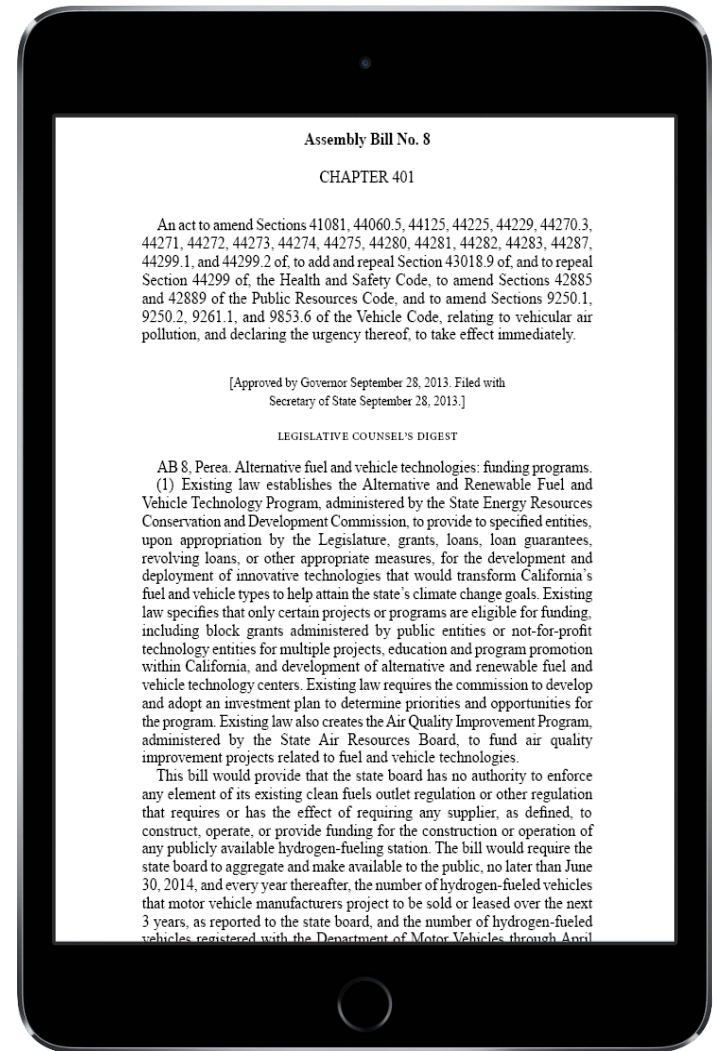 Assembly Bill No. 8
CHAPTER 401
An act to amend Sections 41081, 44060.5, 44125, 44225, 44229, 44270.3,
44271, 44272, 44273, 44274, 44275, 44280, 44281, 44282, 44283, 44287,
44299.1, and 44299.2 of, to add and repeal Section 43018.9 of, and to repeal
Section 44299 of, the Health and Safety Code, to amend Sections 42885
and 42889 of the Public Resources Code, and to amend Sections 9250.1,
9250.2, 9261.1, and 9853.6 of the Vehicle Code, relating to vehicular air
pollution, and declaring the urgency thereof, to take effect immediately.
[Approved by Governor September 28, 2013. Filed with
Secretary of State September 28, 2013.]
LEGISLATIVE COUNSEL'S DIGEST
AB 8, Perea. Alternative fuel and vehicle technologies: funding programs.
(1) Existing law establishes the Alternative and Renewable Fuel and
Vehicle Technology Program, administered by the State Energy Resources
Conservation and Development Commission, to provide to specified entities,
upon appropriation by the Legislature, grants, loans, loan guarantees,
revolving loans, or other appropriate measures, for the development and
deployment of innovative technologies that would transform California's
fuel and vehicle types to help attain the state's climate change goals. Existing
law specifies that only certain projects or programs are eligible for funding,
including block grants administered by public entities or not-for-profit
technology entities for multiple projects, education and program promotion
within California, and development of alternative and renewable fuel and
vehicle technology centers. Existing law requires the commission to develop
and adopt an investment plan to determine priorities and opportunities for
the program. Existing law also creates the Air Quality Improvement Program,
administered by the State Air Resources Board, to fund air quality
improvement projects related to fuel and vehicle technologies.
This bill would provide that the state board has no authority to enforce
any element of its existing clean fuels outlet regulation or other regulation
that requires or has the effect of requiring any supplier, as defined, to
construct, operate, or provide funding for the construction or operation of
any publicly available hydrogen-fueling station. The bill would require the
state board to aggregate and make available to the public, no later than June
30, 2014, and every year thereafter, the number of hydrogen-fueled vehicles
that motor vehicle manufacturers project to be sold or leased over the next
3 years, as reported to the state board, and the number of hydrogen-fueled
vehicles registered with the Department of Motor Vehicles through April